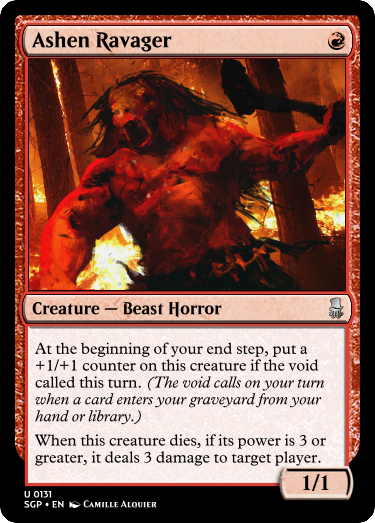 Ashen Ravager
Creature — Beast Horror
At the beginning of your end step, put a
+1/+1 counter on this creature if the void
called this turn. (The void calls on your turn
when a card enters your graveyard from your
hand or library.)
When this creature dies, if its power is 3 or
greater, it deals 3 damage to target player.
1/1
U 0131
SGP • EN Camille Alquier